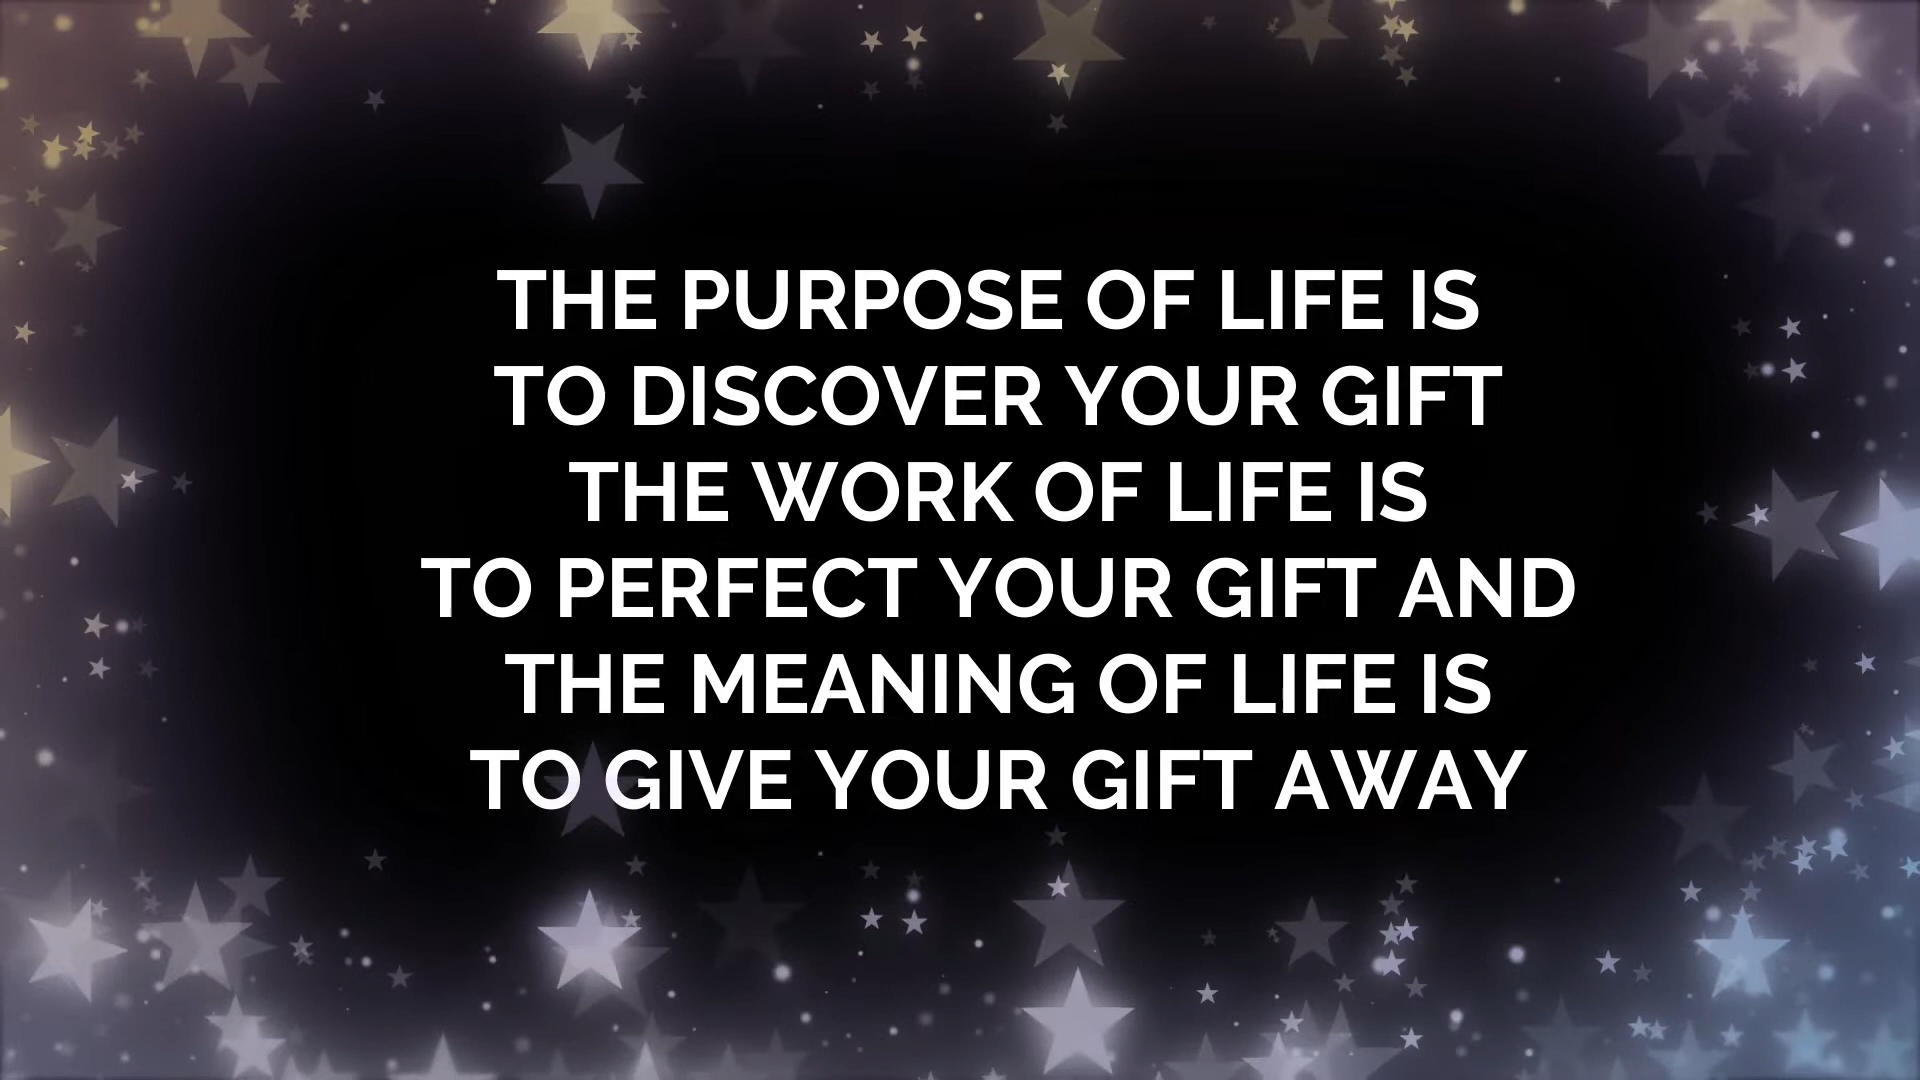 THE PURPOSE OF LIFE IS
TO DISCOVER YOUR GIFT
THE WORK OF LIFE IS
TO PERFECT YOUR GIFT AND
THE MEANING OF LIFE IS
TO GIVE YOUR GIFT AWAY